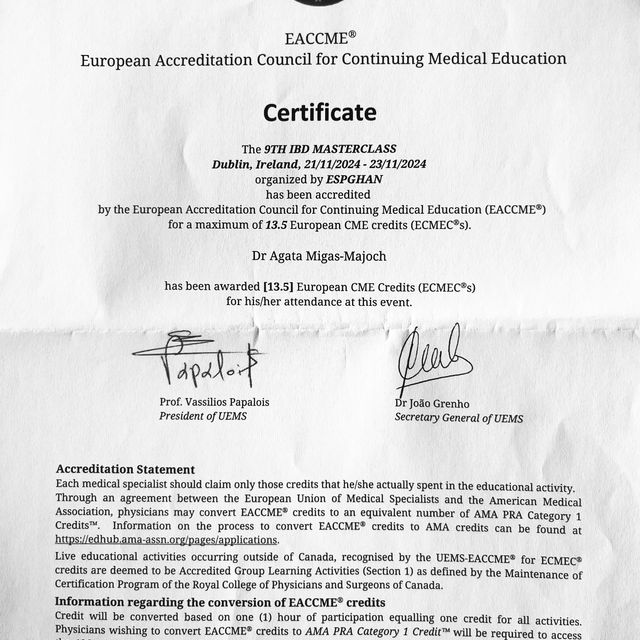 EACCME®
European Accreditation Council for Continuing Medical Education
Certificate
The 9TH IBD MASTERCLASS
Dublin, Ireland, 21/11/2024 - 23/11/2024
organized by ESPGHAN
has been accredited
by the European Accreditation Council for Continuing Medical Education (EACCME®)
for a maximum of 13.5 European CME credits (ECMEC®s).
Dr Agata Migas-Majoch
has been awarded [13.5] European CME Credits (ECMEC®s)
for his/her attendance at this event.
Papalois
Prof. Vassilios Papalois
President of UEMS
Dr João Grenho
Secretary General of UEMS
Accreditation Statement
Each medical specialist should claim only those credits that he/she actually spent in the educational activity.
Through an agreement between the European Union of Medical Specialists and the American Medical
Association, physicians may convert EACCME® credits to an equivalent number of AMA PRA Category 1
Credits™. Information on the process to convert EACCME® credits to AMA credits can be found at
https://edhub.ama-assn.org/pages/applications.
Live educational activities occurring outside of Canada, recognised by the UEMS-EACCME® for ECMEC®
credits are deemed to be Accredited Group Learning Activities (Section 1) as defined by the Maintenance of
Certification Program of the Royal College of Physicians and Surgeons of Canada.
Information regarding the conversion of EACCME® credits
Credit will be converted based on one (1) hour of participation equalling one credit for all activities.
Physicians wishing to convert EACCME® credits to AMA PRA Category 1 Credit™ will be required to access